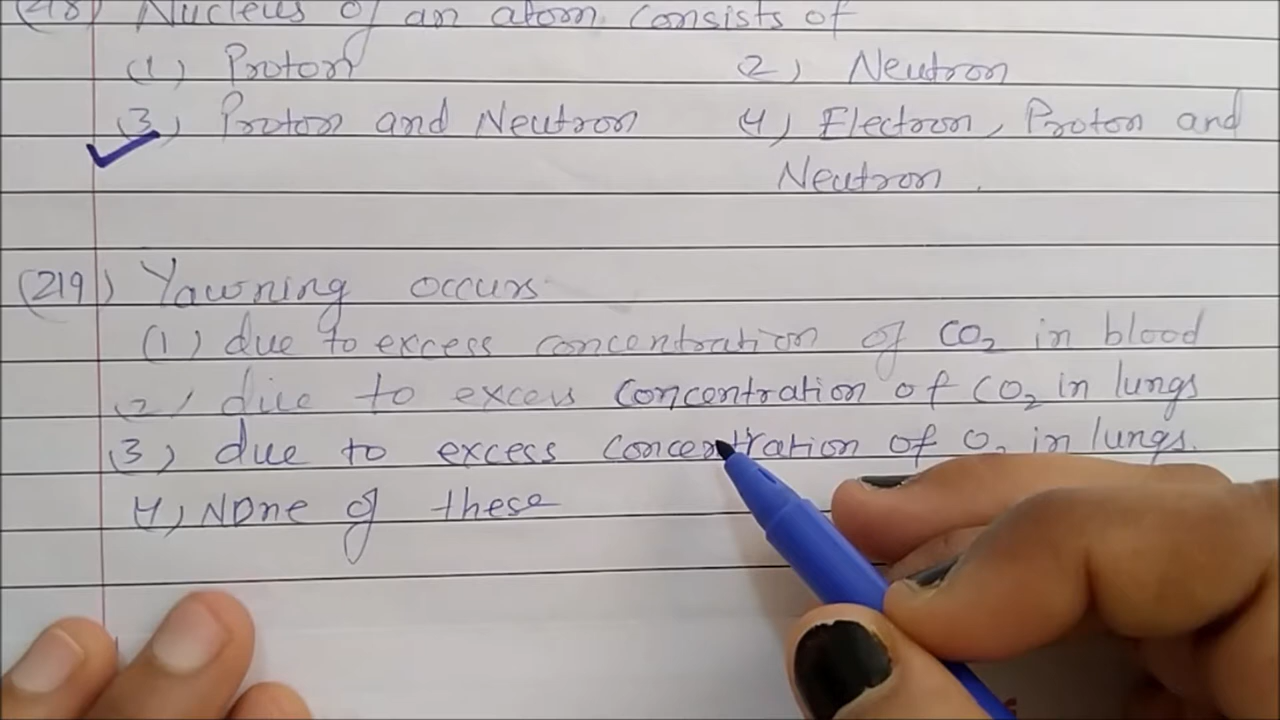 (218) Nucleus of an atom consists of
(1) Proton 2) Neutron
(3) Proton and Neutron 4) Electron, Proton and
Neutron.
(219) Yawning occurs
(1) due to excess concentration of CO2 in blood
2) due to excess concentration of CO2 in lungs
3) due to excess concentration of O2 in lungs.
4) None of these